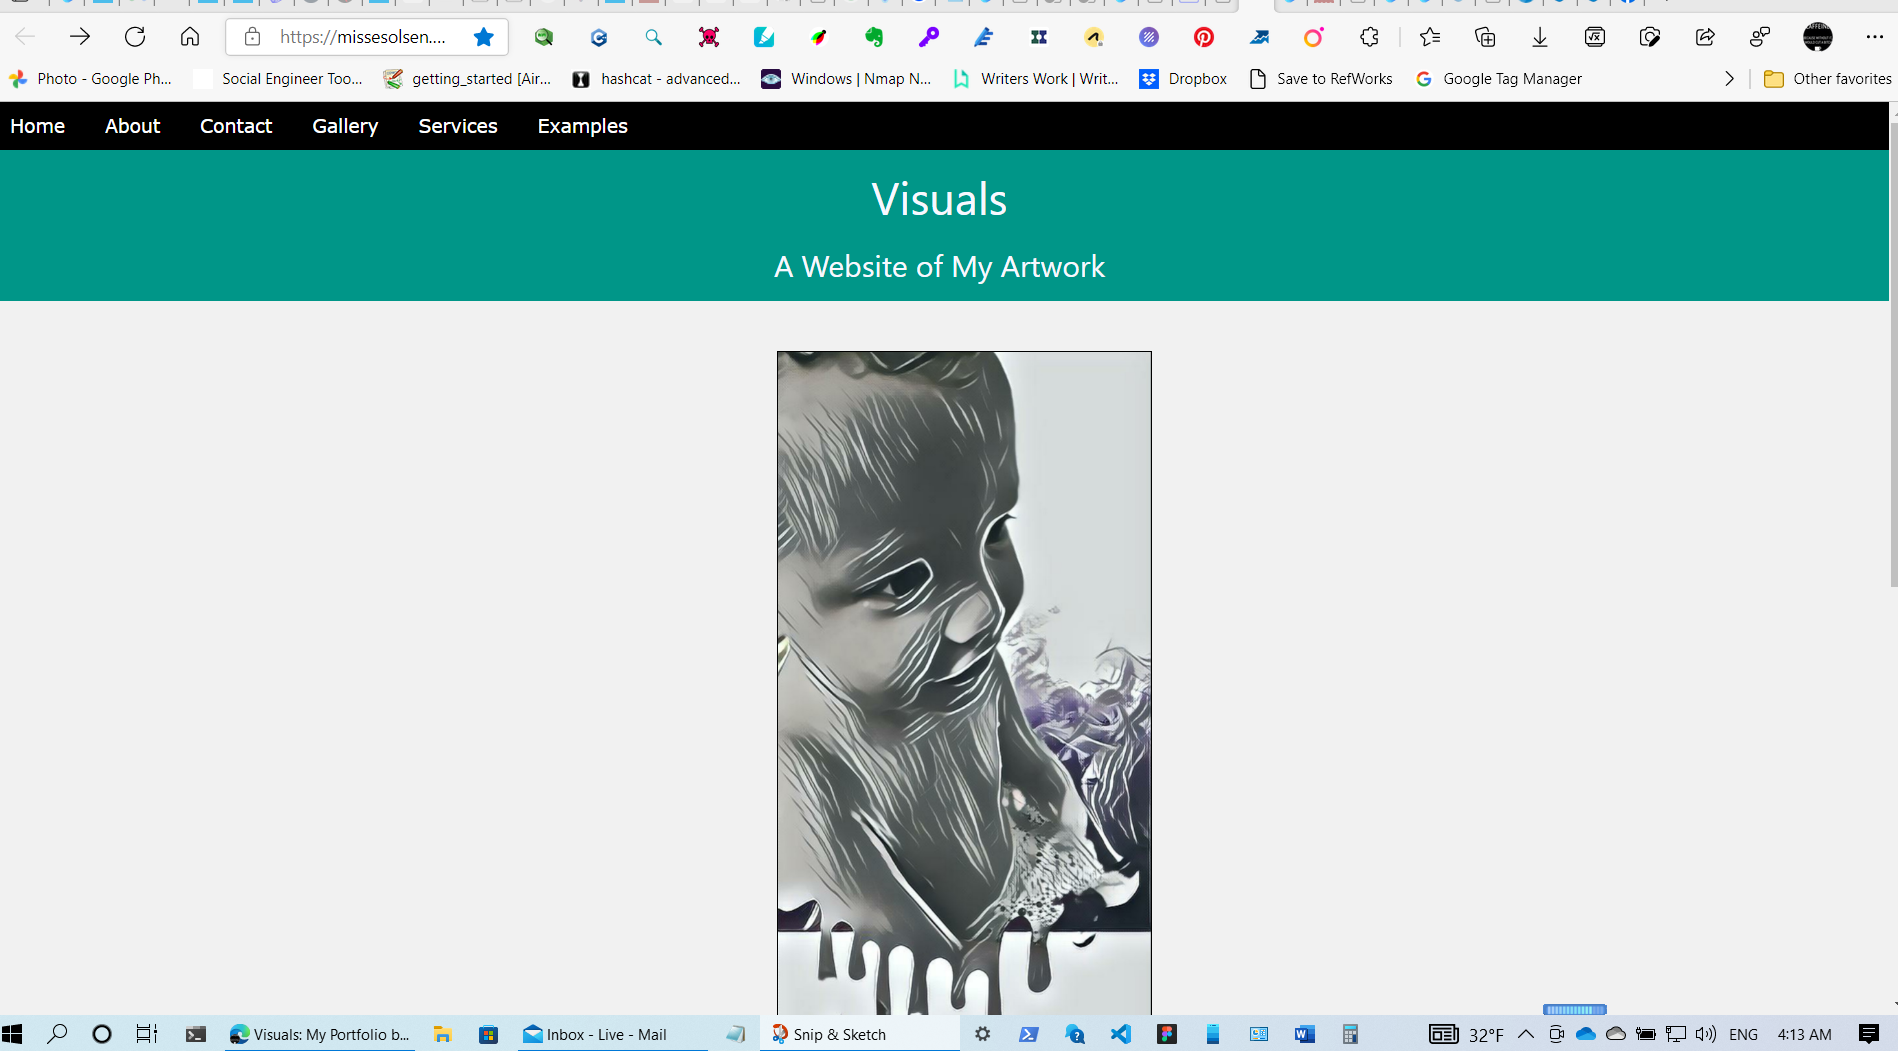 https://missesolsen....
Photo - Google Ph...
Social Engineer Too...
getting_started [Air...
hashcat - advanced...
Windows | Nmap N...
Writers Work | Writ...
Dropbox
Save to RefWorks
Google Tag Manager
Other favorites
Home About Contact Gallery Services Examples
Visuals
A Website of My Artwork
Visuals: My Portfolio b...
Inbox - Live - Mail
Snip & Sketch
32°F
ENG
4:13 AM